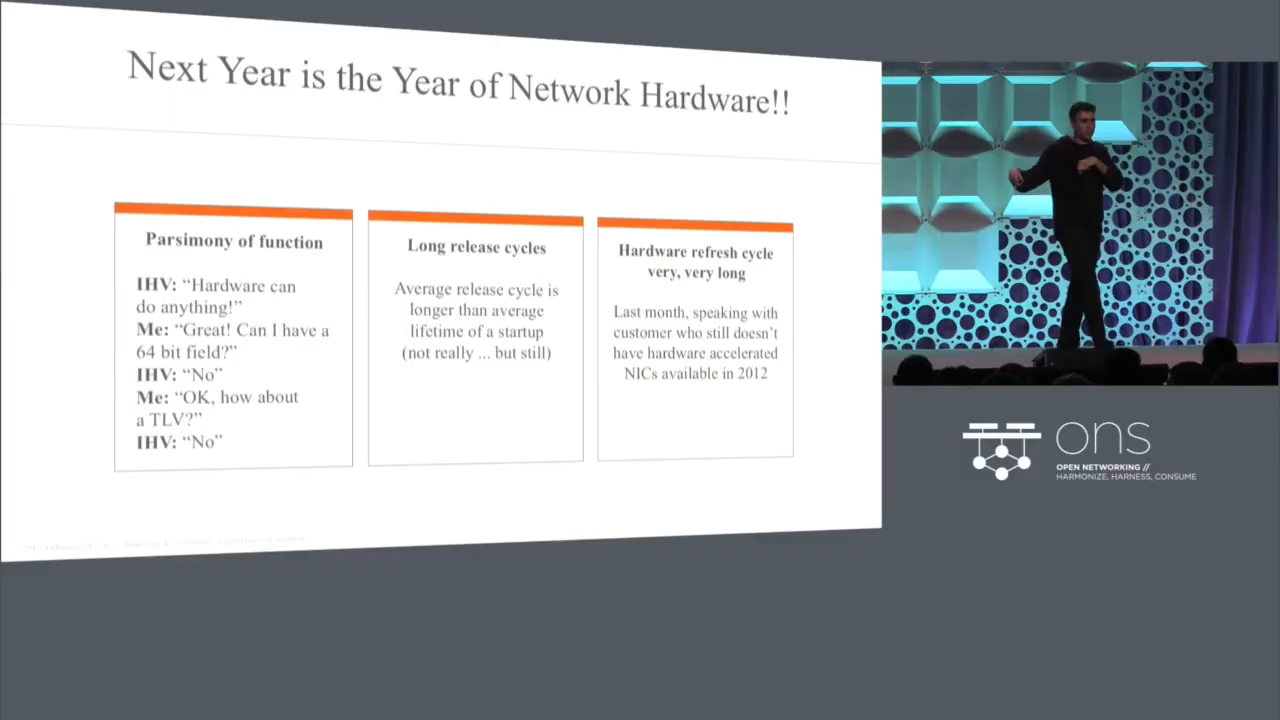 Next Year is the Year of Network Hardware!!
Parsimony of function
IHV: “Hardware can
do anything!”
Me: “Great! Can I have a
64 bit field?”
IHV: “No”
Me: “OK, how about
a TLV?”
IHV: “No”
Long release cycles
Average release cycle is
longer than average
lifetime of a startup
(not really ... but still)
Hardware refresh cycle
very, very long
Last month, speaking with
customer who still doesn’t
have hardware accelerated
NICs available in 2012
ons
OPEN NETWORKING //
HARMONIZE, HARNESS, CONSUME